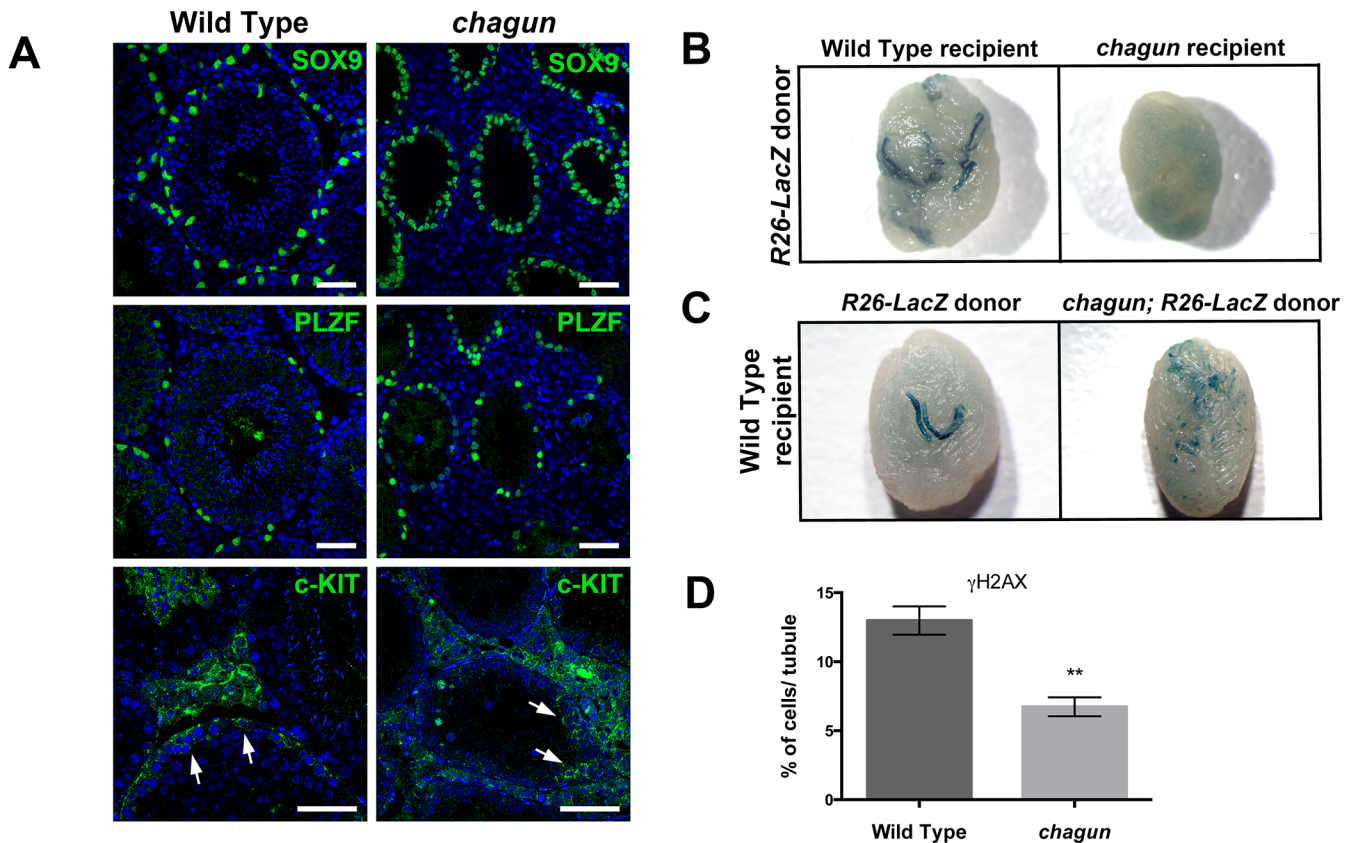 A
Wild Type
chagun
SOX9
SOX9
PLZF
PLZF
c-KIT
c-KIT
B
Wild Type recipient
chagun recipient
R26-LacZ donor
C
R26-LacZ donor
chagun; R26-LacZ donor
Wild Type
recipient
D
γH2AX
% of cells/ tubule
15
10
5
0
**
Wild Type
chagun